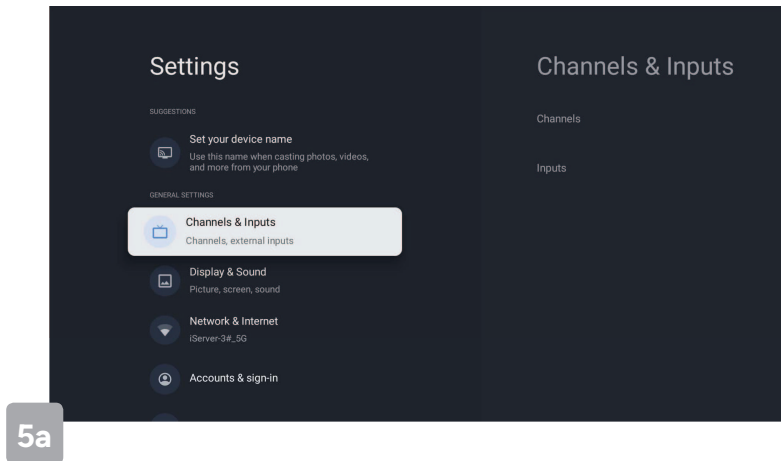 Settings
SUGGESTIONS
Set your device name
Use this name when casting photos, videos,
and more from your phone
GENERAL SETTINGS
Channels & Inputs
Channels, external inputs
Display & Sound
Picture, screen, sound
Network & Internet
iServer-3#_5G
Accounts & sign-in
Channels & Inputs
Channels
Inputs
5a